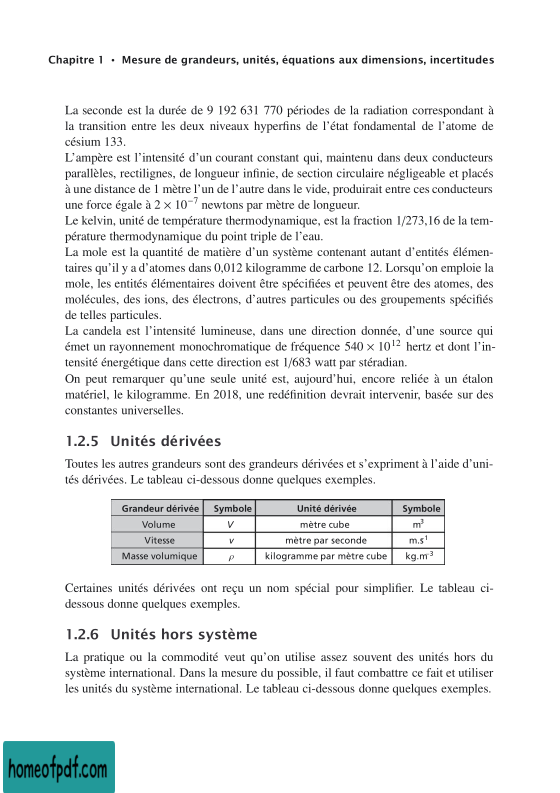 Chapitre 1 • Mesure de grandeurs, unités, équations aux dimensions, incertitudes
La seconde est la durée de 9 192 631 770 périodes de la radiation correspondant à
la transition entre les deux niveaux hyperfins de l'état fondamental de l'atome de
césium 133.
L'ampère est l'intensité d'un courant constant qui, maintenu dans deux conducteurs
parallèles, rectilignes, de longueur infinie, de section circulaire négligeable et placés
à une distance de 1 mètre l'un de l'autre dans le vide, produirait entre ces conducteurs
une force égale à 2 × 10⁻⁷ newtons par mètre de longueur.
Le kelvin, unité de température thermodynamique, est la fraction 1/273,16 de la tem-
pérature thermodynamique du point triple de l'eau.
La mole est la quantité de matière d'un système contenant autant d'entités élémen-
taires qu'il y a d'atomes dans 0,012 kilogramme de carbone 12. Lorsqu'on emploie la
mole, les entités élémentaires doivent être spécifiées et peuvent être des atomes, des
molécules, des ions, des électrons, d'autres particules ou des groupements spécifiés
de telles particules.
La candela est l'intensité lumineuse, dans une direction donnée, d'une source qui
émet un rayonnement monochromatique de fréquence 540 × 10¹² hertz et dont l'in-
tensité énergétique dans cette direction est 1/683 watt par stéradian.
On peut remarquer qu'une seule unité est, aujourd'hui, encore reliée à un étalon
matériel, le kilogramme. En 2018, une redéfinition devrait intervenir, basée sur des
constantes universelles.
1.2.5 Unités dérivées
Toutes les autres grandeurs sont des grandeurs dérivées et s'expriment à l'aide d'uni-
tés dérivées. Le tableau ci-dessous donne quelques exemples.
Grandeur dérivée Symbole Unité dérivée Symbole
Volume V mètre cube m³
Vitesse v mètre par seconde m.s⁻¹
Masse volumique ρ kilogramme par mètre cube kg.m⁻³
Certaines unités dérivées ont reçu un nom spécial pour simplifier. Le tableau ci-
dessous donne quelques exemples.
1.2.6 Unités hors système
La pratique ou la commodité veut qu'on utilise assez souvent des unités hors du
système international. Dans la mesure du possible, il faut combattre ce fait et utiliser
les unités du système international. Le tableau ci-dessous donne quelques exemples.
homeofpdf.com